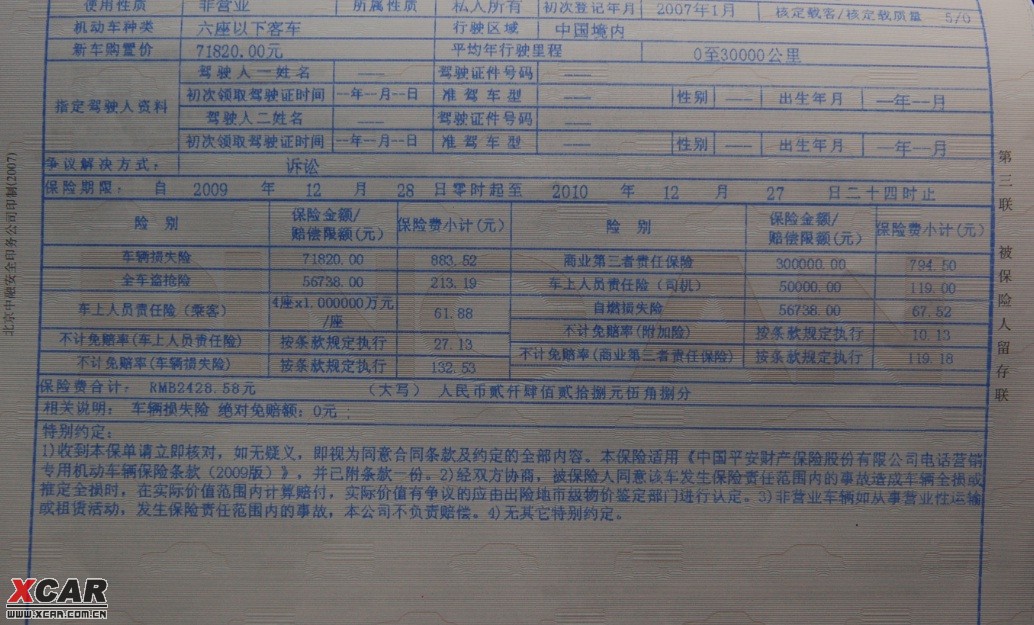 使用性质 非营业 所属性质 私人所有 初次登记年月 2007年1月 核定载客/核定载质量 5/0
机动车种类 六座以下客车 行驶区域 中国境内
新车购置价 71820.00元 平均年行驶里程 0至30000公里
指定驾驶人资料
驾驶人一姓名 —— 驾驶证件号码 ——
初次领取驾驶证时间 --年--月--日 准驾车型 —— 性别 —— 出生年月 —年--月
驾驶人二姓名 —— 驾驶证件号码 ——
初次领取驾驶证时间 --年--月--日 准驾车型 —— 性别 —— 出生年月 —年--月
争议解决方式: 诉讼
保险期限: 自 2009 年 12 月 28 日零时起至 2010 年 12 月 27 日二十四时止
险 别 保险金额/赔偿限额(元) 保险费小计(元) 险 别 保险金额/赔偿限额(元) 保险费小计(元)
车辆损失险 71820.00 883.52 商业第三者责任保险 300000.00 794.50
全车盗抢险 56738.00 213.19 车上人员责任险(司机) 50000.00 119.00
车上人员责任险(乘客) 4座x1.000000万元/座 61.88 自燃损失险 56738.00 67.52
不计免赔率(附加险) 按条款规定执行 10.13
不计免赔率(车上人员责任险) 按条款规定执行 27.13 不计免赔率(商业第三者责任保险) 按条款规定执行 119.18
不计免赔率(车辆损失险) 按条款规定执行 132.53
保险费合计: RMB2428.58元 (大写) 人民币贰仟肆佰贰拾捌元伍角捌分
相关说明: 车辆损失险 绝对免赔额:0元;
特别约定:
1)收到本保单请立即核对,如无疑义,即视为同意合同条款及约定的全部内容。本保险适用《中国平安财产保险股份有限公司电话营销
专用机动车辆保险条款(2009版)》,并已附条款一份。2)经双方协商,被保险人同意该车发生保险责任范围内的事故造成车辆全损或
推定全损时,在实际价值范围内计算赔付,实际价值有争议的应由出险地市级物价鉴定部门进行认定。3)非营业车辆如从事营业性运输
或租赁活动,发生保险责任范围内的事故,本公司不负责赔偿。4)无其它特别约定。
第三联 被保险人留存联
北京中融安全印务公司印制(2007)
XCAR
WWW.XCAR.COM.CN